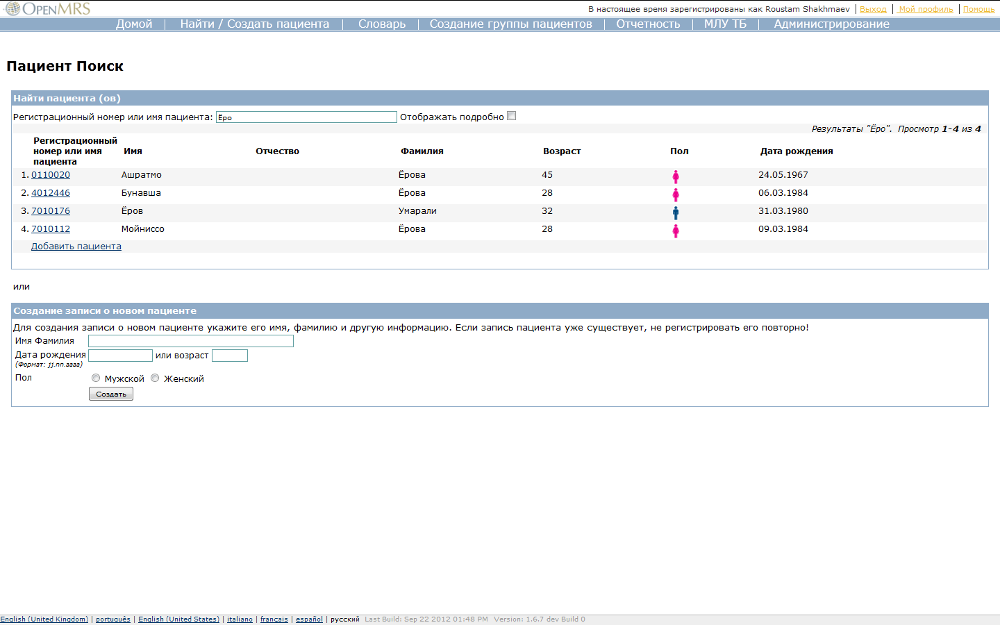 OpenMRS
В настоящее время зарегистрированы как Roustam Shakhmaev | Выход | Мой профиль | Помощь
Домой | Найти / Создать пациента | Словарь | Создание группы пациентов | Отчетность | МЛУ ТБ | Администрирование
Пациент Поиск
Найти пациента (ов)
Регистрационный номер или имя пациента: Ёро Отображать подробно
Результаты "Ёро". Просмотр 1-4 из 4
Регистрационный номер или имя пациента Имя Отчество Фамилия Возраст Пол Дата рождения
1. 0110020 Ашратмо Ёрова 45 24.05.1967
2. 4012446 Бунавша Ёрова 28 06.03.1984
3. 7010176 Ёров Умарали 32 31.03.1980
4. 7010112 Мойниссо Ёрова 28 09.03.1984
Добавить пациента
или
Создание записи о новом пациенте
Для создания записи о новом пациенте укажите его имя, фамилию и другую информацию. Если запись пациента уже существует, не регистрировать его повторно!
Имя Фамилия
Дата рождения или возраст
(Формат: jj.nn.aaaa)
Пол Мужской Женский
Создать
English (United Kingdom) | português | English (United States) | italiano | français | español | русский Last Build: Sep 22 2012 01:48 PM Version: 1.6.7 dev Build 0